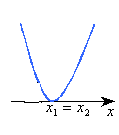 x₁ = x₂
x